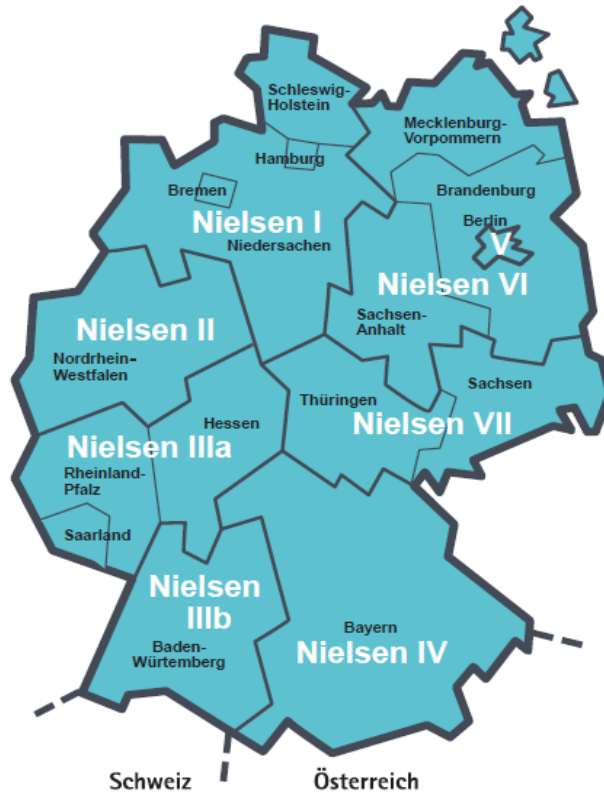 Schleswig-
Holstein
Mecklenburg-
Vorpommern
Hamburg
Bremen
Brandenburg
Berlin
Nielsen I
V
Niedersachen
Nielsen VI
Sachsen-
Anhalt
Nielsen II
Nordrhein-
Westfalen
Sachsen
Thüringen
Hessen
Nielsen VII
Nielsen IIIa
Rheinland-
Pfalz
Saarland
Nielsen
IIIb
Bayern
Baden-
Würtemberg
Nielsen IV
Schweiz
Österreich